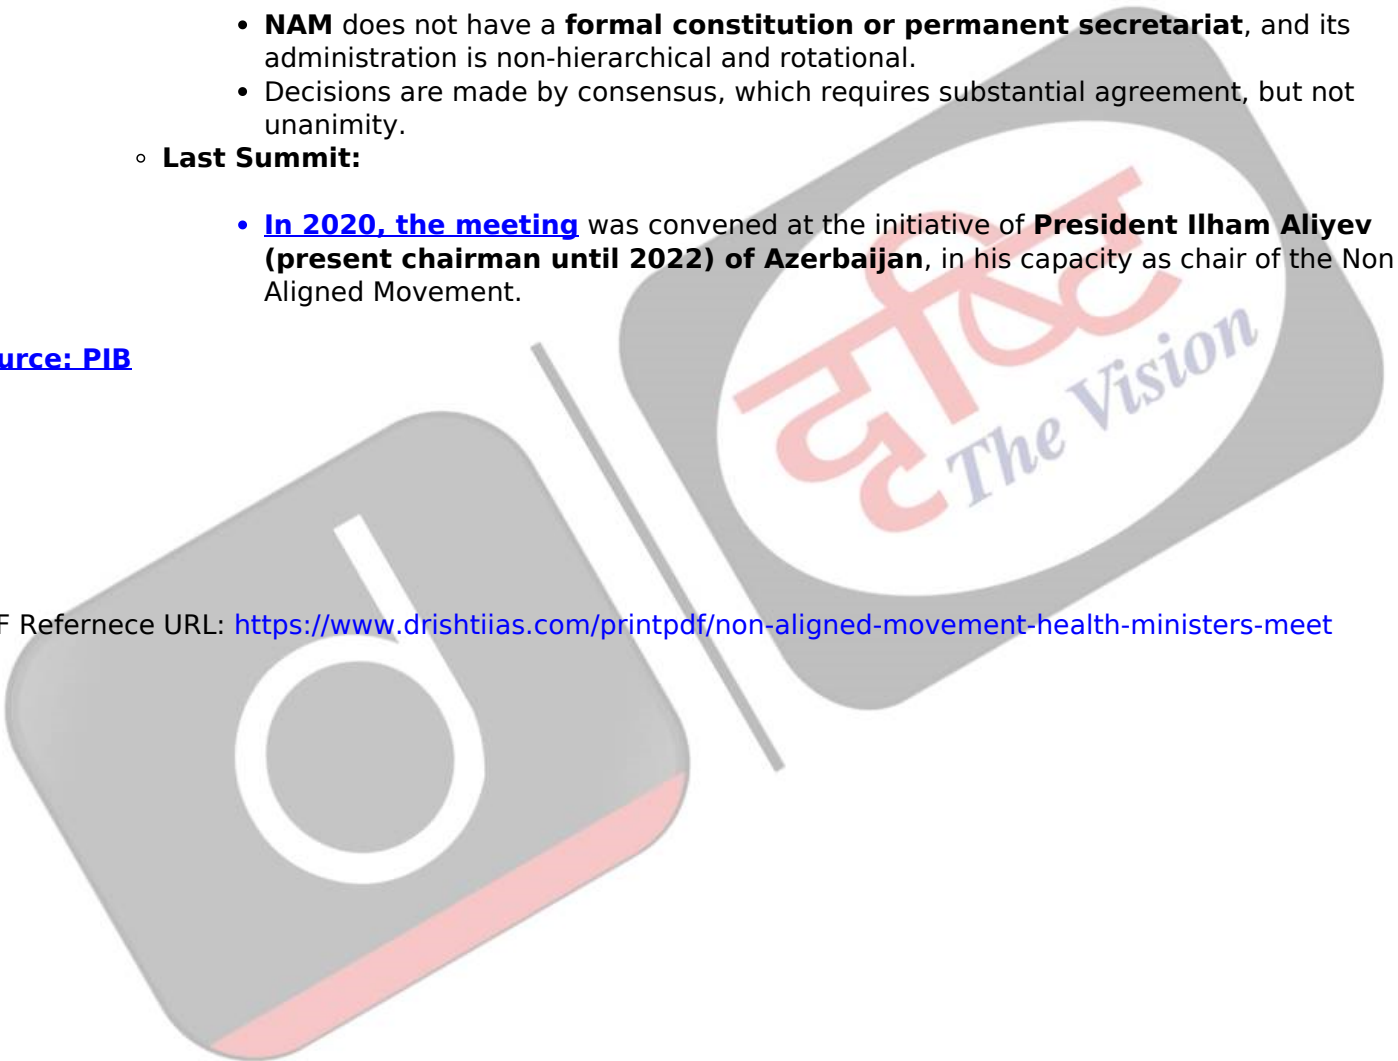 • NAM does not have a formal constitution or permanent secretariat, and its
administration is non-hierarchical and rotational.
• Decisions are made by consensus, which requires substantial agreement, but not
unanimity.
◦ Last Summit:
• In 2020, the meeting was convened at the initiative of President Ilham Aliyev
(present chairman until 2022) of Azerbaijan, in his capacity as chair of the Non
Aligned Movement.
urce: PIB
F Refernece URL: https://www.drishtiias.com/printpdf/non-aligned-movement-health-ministers-meet
d
दृष्टि
The Vision